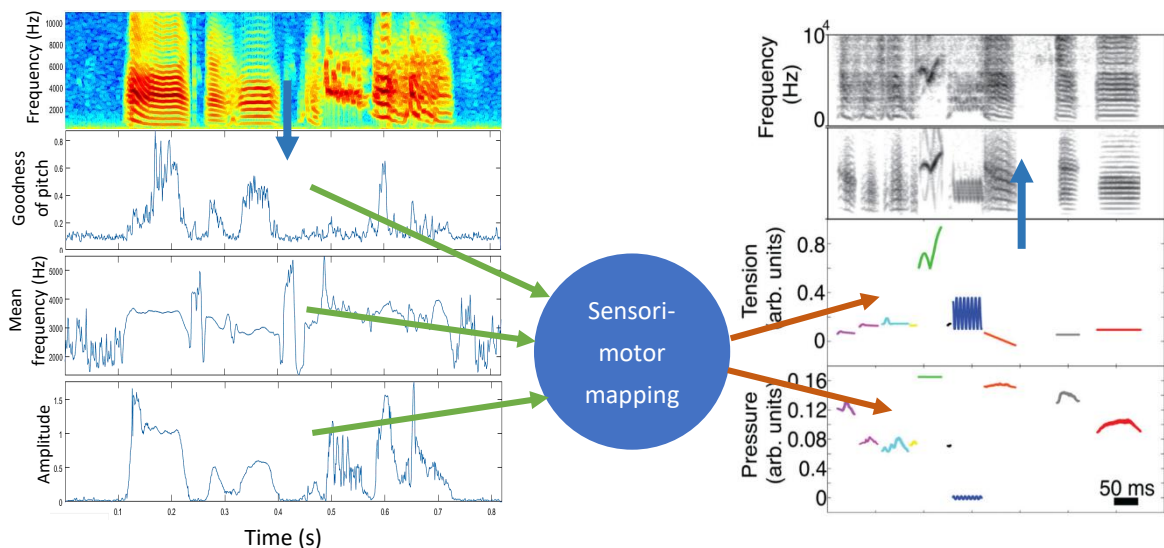 Frequency (Hz)
10000
8000
6000
4000
2000
Goodness
of pitch
0.8
0.6
0.4
0.2
0
Mean
frequency (Hz)
5000
4000
3000
2000
Amplitude
1.5
1
0.5
0
0.1
0.2
0.3
0.4
0.5
0.6
0.7
0.8
Time (s)
Sensori-
motor
mapping
Frequency
(Hz)
10⁴
0
Tension
(arb. units)
0.8
0.4
0
Pressure
(arb. units)
0.16
0.12
0.08
0.4
0
50 ms